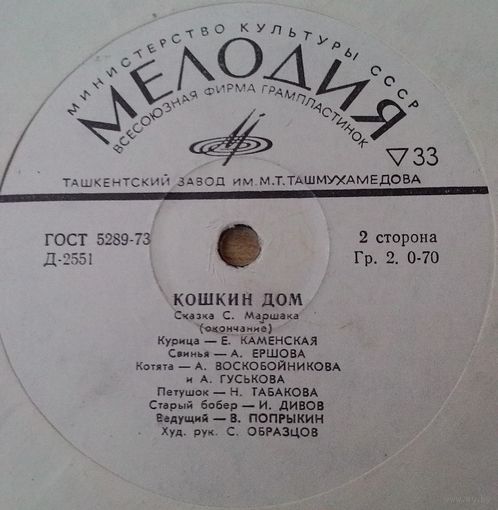 МИНИСТЕРСТВО КУЛЬТУРЫ СССР
МЕЛОДИЯ
ВСЕСОЮЗНАЯ ФИРМА ГРАМПЛАСТИНОК
▽33
ТАШКЕНТСКИЙ ЗАВОД ИМ. М.Т. ТАШМУХАМЕДОВА
ГОСТ 5289-73
Д-2551
2 сторона
Гр. 2. 0-70
КОШКИН ДОМ
Сказка С. Маршака
(окончание)
Курица — Е. КАМЕНСКАЯ
Свинья — А. ЕРШОВА
Котята — А. ВОСКОБОЙНИКОВА
и А. ГУСЬКОВА
Петушок — Н. ТАБАКОВА
Старый бобер — И. ДИВОВ
Ведущий — В. ПОПРЫКИН
Худ. рук. С. ОБРАЗЦОВ